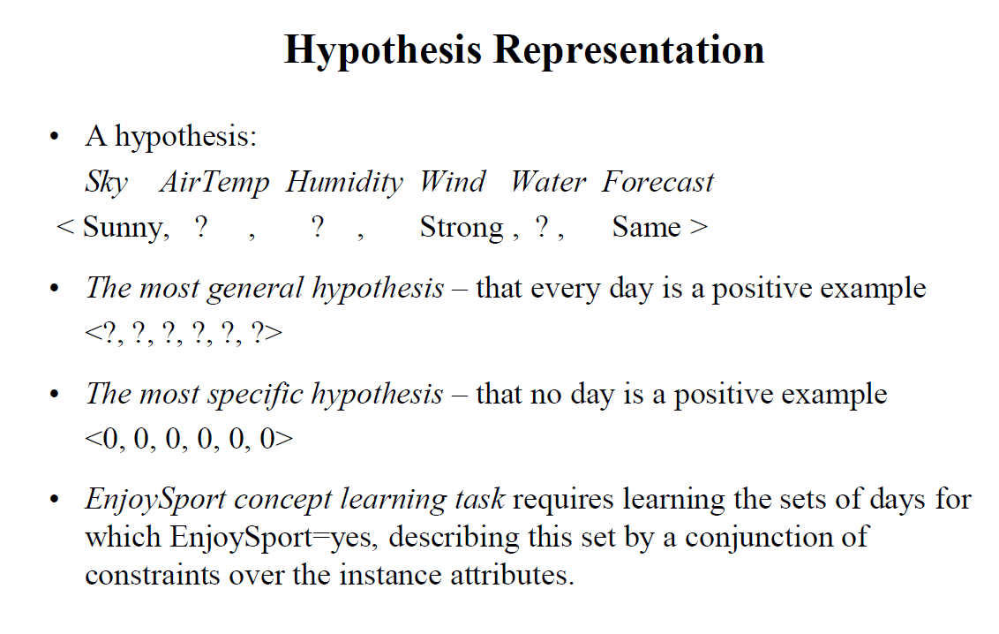 Hypothesis Representation
• A hypothesis:
Sky AirTemp Humidity Wind Water Forecast
< Sunny, ? , ? , Strong , ? , Same >
• The most general hypothesis – that every day is a positive example
<?, ?, ?, ?, ?, ?>
• The most specific hypothesis – that no day is a positive example
<0, 0, 0, 0, 0, 0>
• EnjoySport concept learning task requires learning the sets of days for
which EnjoySport=yes, describing this set by a conjunction of
constraints over the instance attributes.